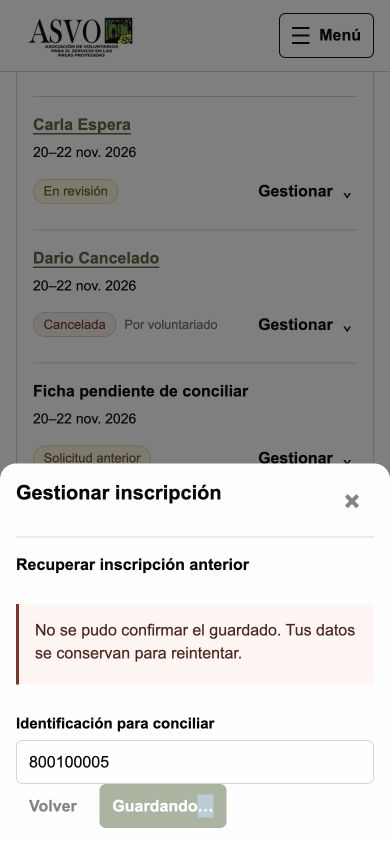 ASVO
ASOCIACIÓN DE VOLUNTARIOS
PARA EL SERVICIO EN LAS
ÁREAS PROTEGIDAS
Menú
Carla Espera
20–22 nov. 2026
En revisión
Gestionar
Dario Cancelado
20–22 nov. 2026
Cancelada Por voluntariado
Gestionar
Ficha pendiente de conciliar
20–22 nov. 2026
Solicitud anterior
Gestionar
Gestionar inscripción
Recuperar inscripción anterior
No se pudo confirmar el guardado. Tus datos
se conservan para reintentar.
Identificación para conciliar
800100005
Volver
Guardando...